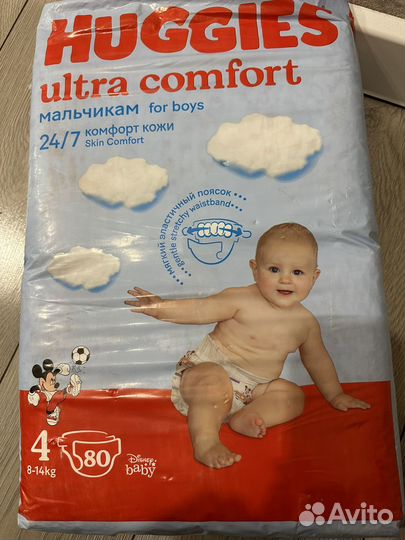 HUGGIES
ultra comfort
мальчикам for boys
24/7 комфорт кожи
Skin Comfort
мягкий эластичный поясок
gentle stretchy waistband
4
8-14kg
80
Disney
baby
Avito